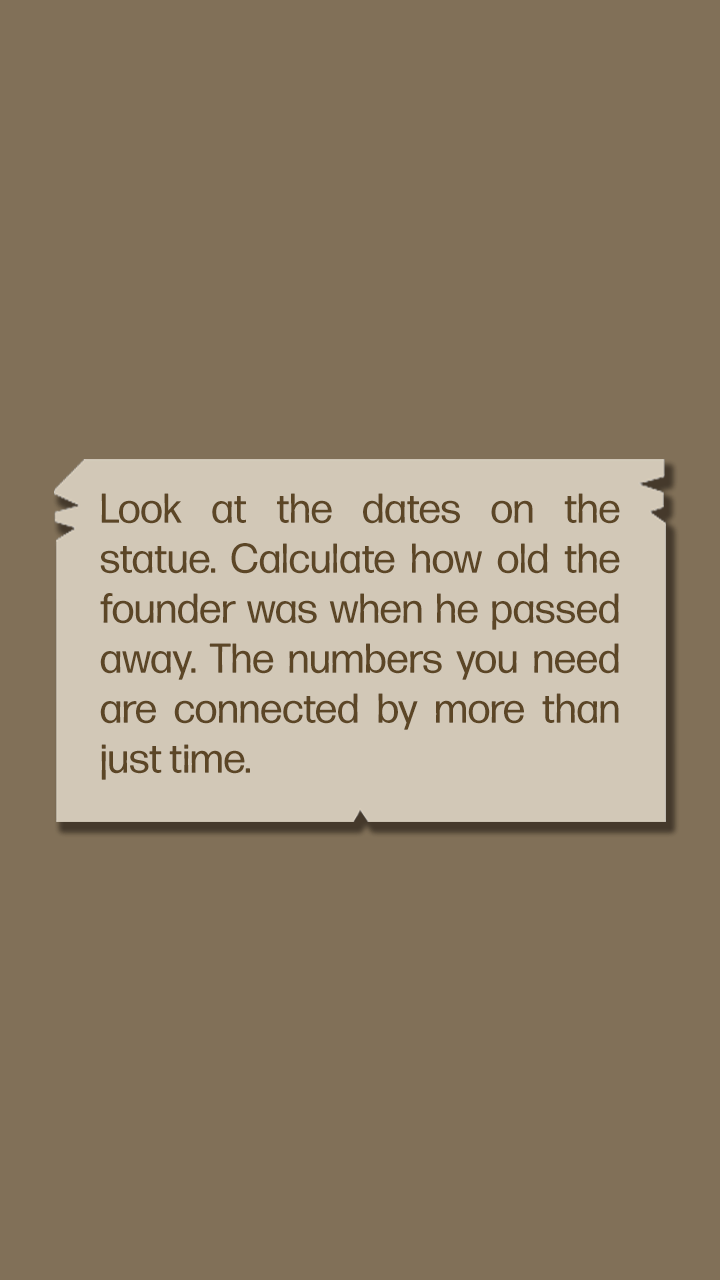 Look at the dates on the
statue. Calculate how old the
founder was when he passed
away. The numbers you need
are connected by more than
just time.